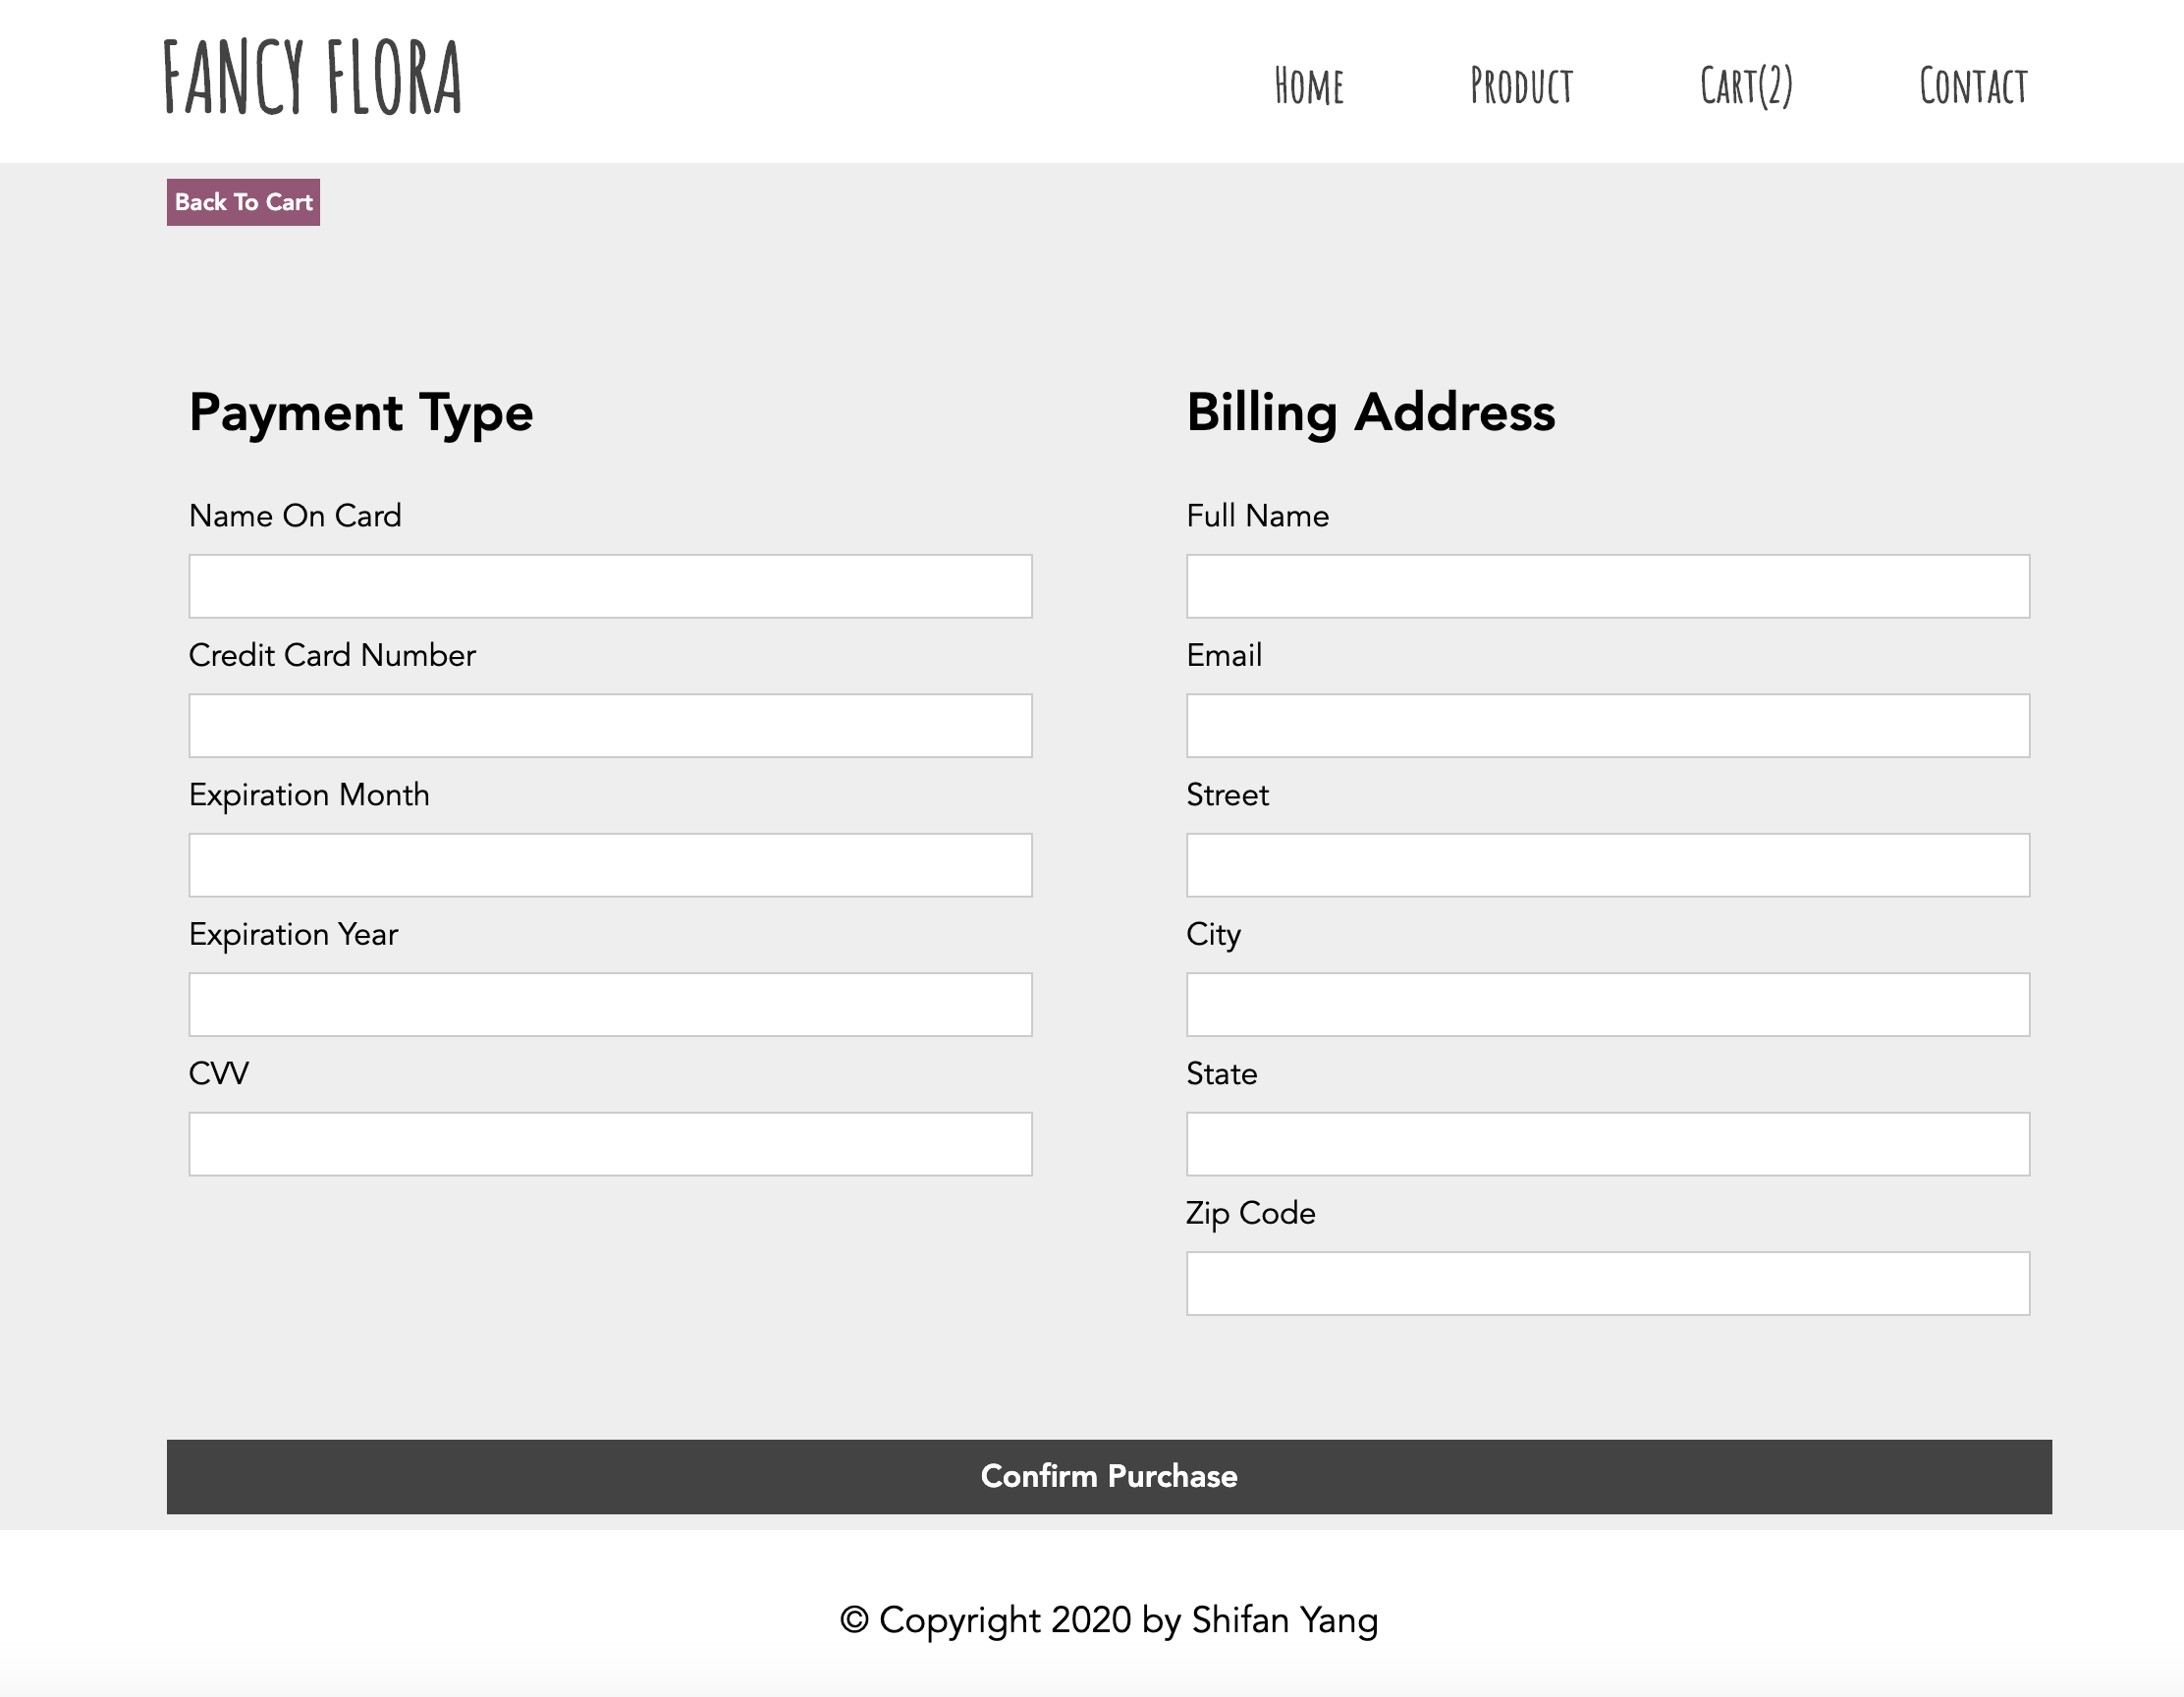 FANCY FLORA
HOME
PRODUCT
CART(2)
CONTACT
Back To Cart
Payment Type
Name On Card
Credit Card Number
Expiration Month
Expiration Year
CVV
Billing Address
Full Name
Email
Street
City
State
Zip Code
Confirm Purchase
© Copyright 2020 by Shifan Yang